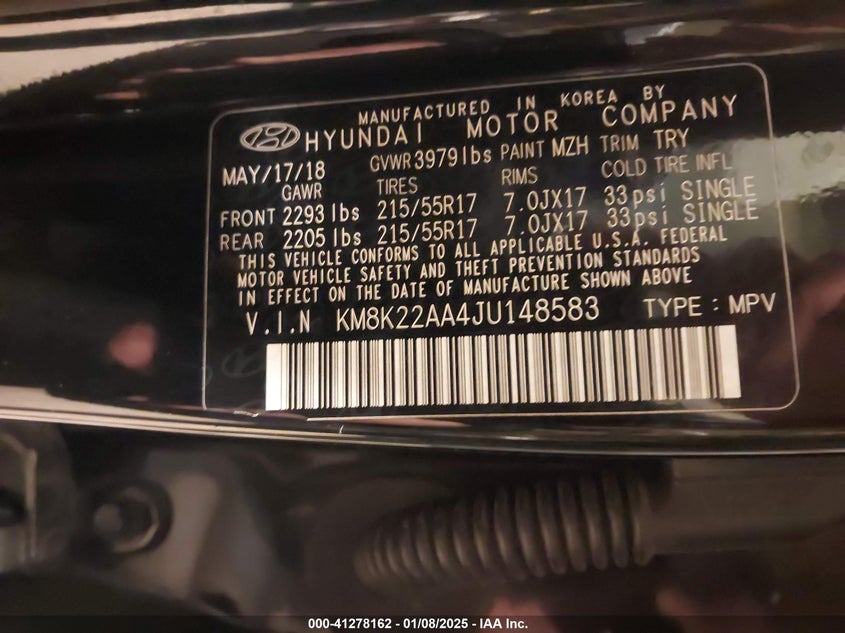 MANUFACTURED IN KOREA BY
HYUNDAI MOTOR COMPANY
MAY/17/18 GVWR 3979lbs PAINT MZH TRIM TRY
GAWR TIRES RIMS COLD TIRE INFL
FRONT 2293 lbs 215/55R17 7.0JX17 33psi SINGLE
REAR 2205 lbs 215/55R17 7.0JX17 33psi SINGLE
THIS VEHICLE CONFORMS TO ALL APPLICABLE U.S.A. FEDERAL
MOTOR VEHICLE SAFETY AND THEFT PREVENTION STANDARDS
IN EFFECT ON THE DATE OF MANUFACTURE SHOWN ABOVE
V.I.N KM8K22AA4JU148583 TYPE : MPV
000-41278162 - 01/08/2025 - IAA Inc.